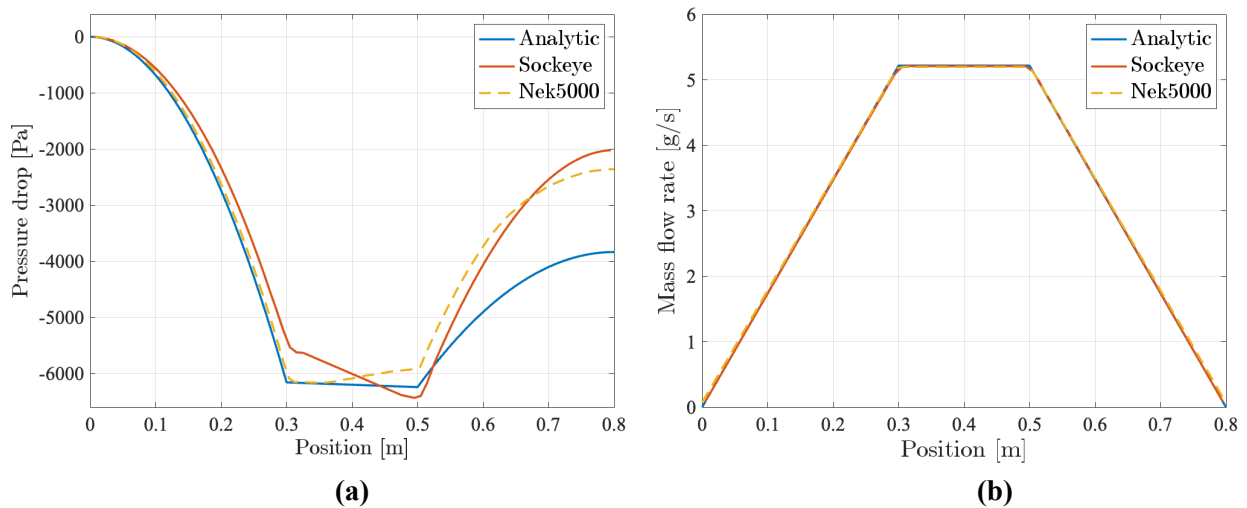 0
-1000
-2000
-3000
-4000
-5000
-6000
Pressure drop [Pa]
Analytic
Sockeye
Nek5000
0 0.1 0.2 0.3 0.4 0.5 0.6 0.7 0.8
Position [m]
(a)
6
5
4
3
2
1
0
Mass flow rate [g/s]
Analytic
Sockeye
Nek5000
0 0.1 0.2 0.3 0.4 0.5 0.6 0.7 0.8
Position [m]
(b)